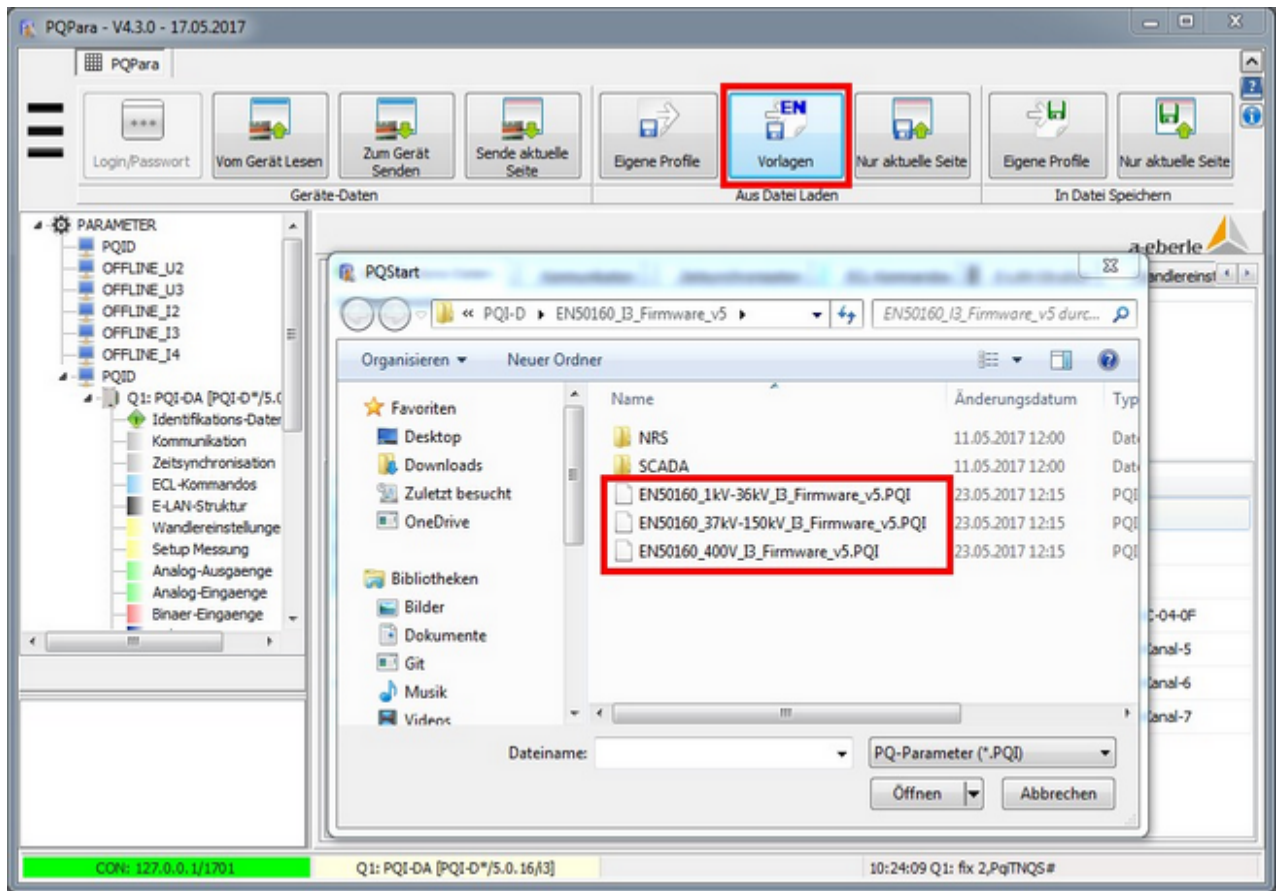 PQPara - V4.3.0 - 17.05.2017
PQPara
Login/Passwort
Vom Gerät Lesen
Zum Gerät
Senden
Sende aktuelle
Seite
Eigene Profile
EN
Vorlagen
Nur aktuelle Seite
Eigene Profile
Nur aktuelle Seite
Geräte-Daten
Aus Datei Laden
In Datei Speichern
PARAMETER
PQID
OFFLINE_U2
OFFLINE_U3
OFFLINE_I2
OFFLINE_I3
OFFLINE_I4
PQID
Q1: PQI-DA [PQI-D*/5.0
Identifikations-Daten
Kommunikation
Zeitsynchronisation
ECL-Kommandos
E-LAN-Struktur
Wandlereinstellunge
Setup Messung
Analog-Ausgaenge
Analog-Eingaenge
Binaer-Eingaenge
a-eberle
andlereinst
PQStart
« PQI-D EN50160_I3_Firmware_v5
EN50160_I3_Firmware_v5 durc...
Organisieren Neuer Ordner
Favoriten
Desktop
Downloads
Zuletzt besucht
OneDrive
Bibliotheken
Bilder
Dokumente
Git
Musik
Videos
Name Änderungsdatum Typ
NRS 11.05.2017 12:00 Date
SCADA 11.05.2017 12:00 Date
EN50160_1kV-36kV_I3_Firmware_v5.PQI 23.05.2017 12:15 PQI
EN50160_37kV-150kV_I3_Firmware_v5.PQI 23.05.2017 12:15 PQI
EN50160_400V_I3_Firmware_v5.PQI 23.05.2017 12:15 PQI
C-04-0F
Kanal-5
Kanal-6
Kanal-7
Dateiname: PQ-Parameter (*.PQI)
Öffnen Abbrechen
CON: 127.0.0.1/1701 Q1: PQI-DA [PQI-D*/5.0.16/i3] 10:24:09 Q1: fix 2,PqiTNQS#